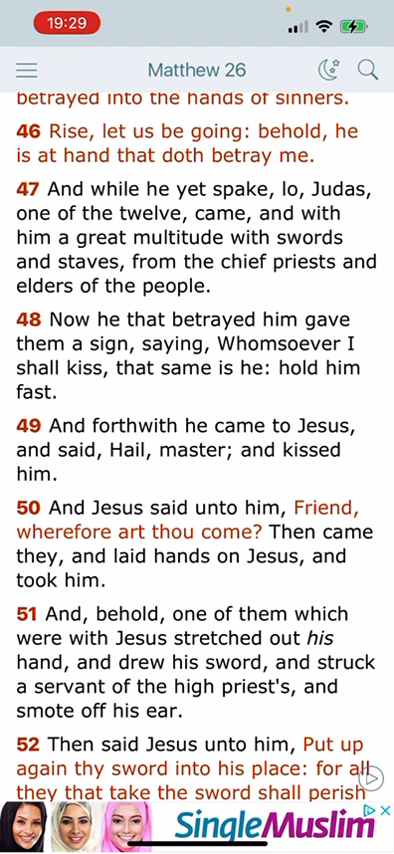 19:29
Matthew 26
betrayed into the hands of sinners.
46 Rise, let us be going: behold, he
is at hand that doth betray me.
47 And while he yet spake, lo, Judas,
one of the twelve, came, and with
him a great multitude with swords
and staves, from the chief priests and
elders of the people.
48 Now he that betrayed him gave
them a sign, saying, Whomsoever I
shall kiss, that same is he: hold him
fast.
49 And forthwith he came to Jesus,
and said, Hail, master; and kissed
him.
50 And Jesus said unto him, Friend,
wherefore art thou come? Then came
they, and laid hands on Jesus, and
took him.
51 And, behold, one of them which
were with Jesus stretched out his
hand, and drew his sword, and struck
a servant of the high priest's, and
smote off his ear.
52 Then said Jesus unto him, Put up
again thy sword into his place: for all
they that take the sword shall perish
SingleMuslim